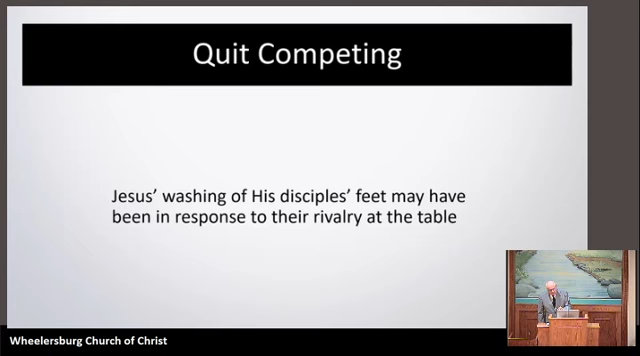 Quit Competing
Jesus’ washing of His disciples’ feet may have
been in response to their rivalry at the table
Wheelersburg Church of Christ